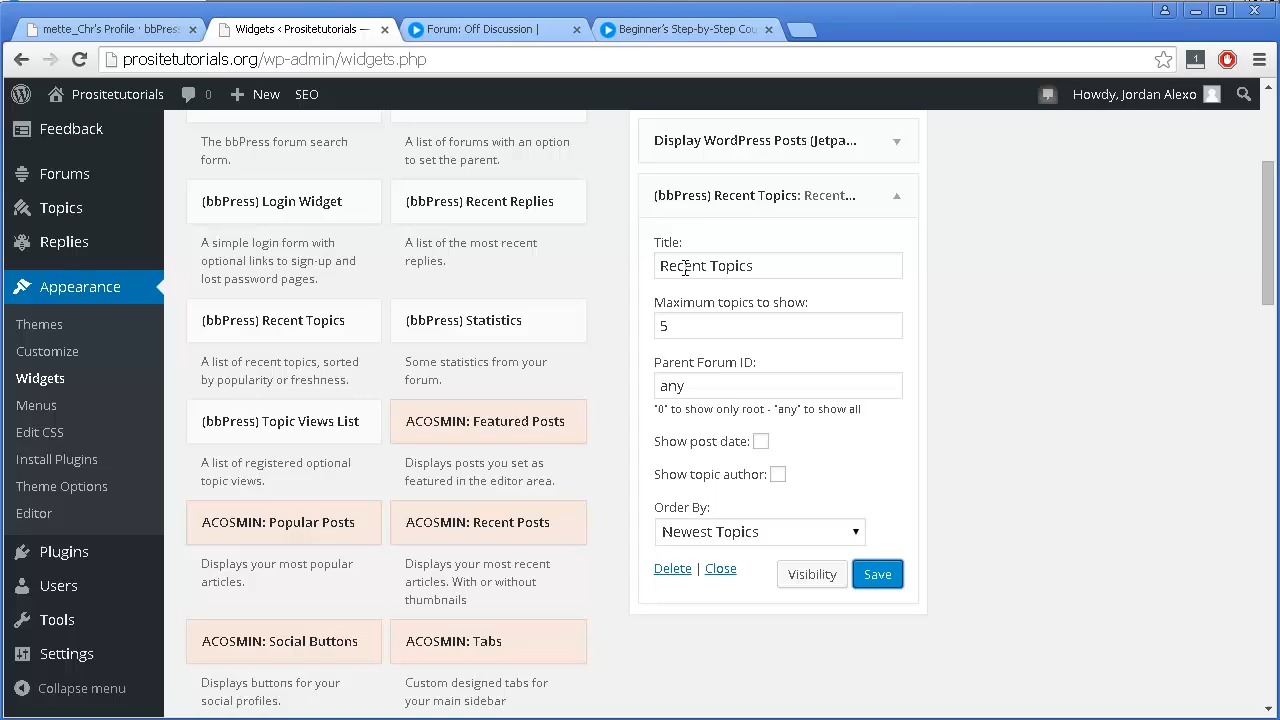 mette_Chr's Profile · bbPres
Widgets ‹ Prositetutorials —
Forum: Off Discussion |
Beginner's Step-by-Step Cou
prositetutorials.org/wp-admin/widgets.php
1
Prositetutorials
0
New
SEO
Howdy, Jordan Alexo
Feedback
Forums
Topics
Replies
Appearance
Themes
Customize
Widgets
Menus
Edit CSS
Install Plugins
Theme Options
Editor
Plugins
Users
Tools
Settings
Collapse menu
The bbPress forum search
form.
A list of forums with an option
to set the parent.
(bbPress) Login Widget
A simple login form with
optional links to sign-up and
lost password pages.
(bbPress) Recent Replies
A list of the most recent
replies.
(bbPress) Recent Topics
A list of recent topics, sorted
by popularity or freshness.
(bbPress) Statistics
Some statistics from your
forum.
(bbPress) Topic Views List
A list of registered optional
topic views.
ACOSMIN: Featured Posts
Displays posts you set as
featured in the editor area.
ACOSMIN: Popular Posts
Displays your most popular
articles.
ACOSMIN: Recent Posts
Displays your most recent
articles. With or without
thumbnails
ACOSMIN: Social Buttons
Displays buttons for your
social profiles.
ACOSMIN: Tabs
Custom designed tabs for
your main sidebar
Display WordPress Posts (Jetpa...
(bbPress) Recent Topics: Recent...
Title:
Recent Topics
Maximum topics to show:
5
Parent Forum ID:
any
"0" to show only root - "any" to show all
Show post date:
Show topic author:
Order By:
Newest Topics
Delete | Close
Visibility
Save